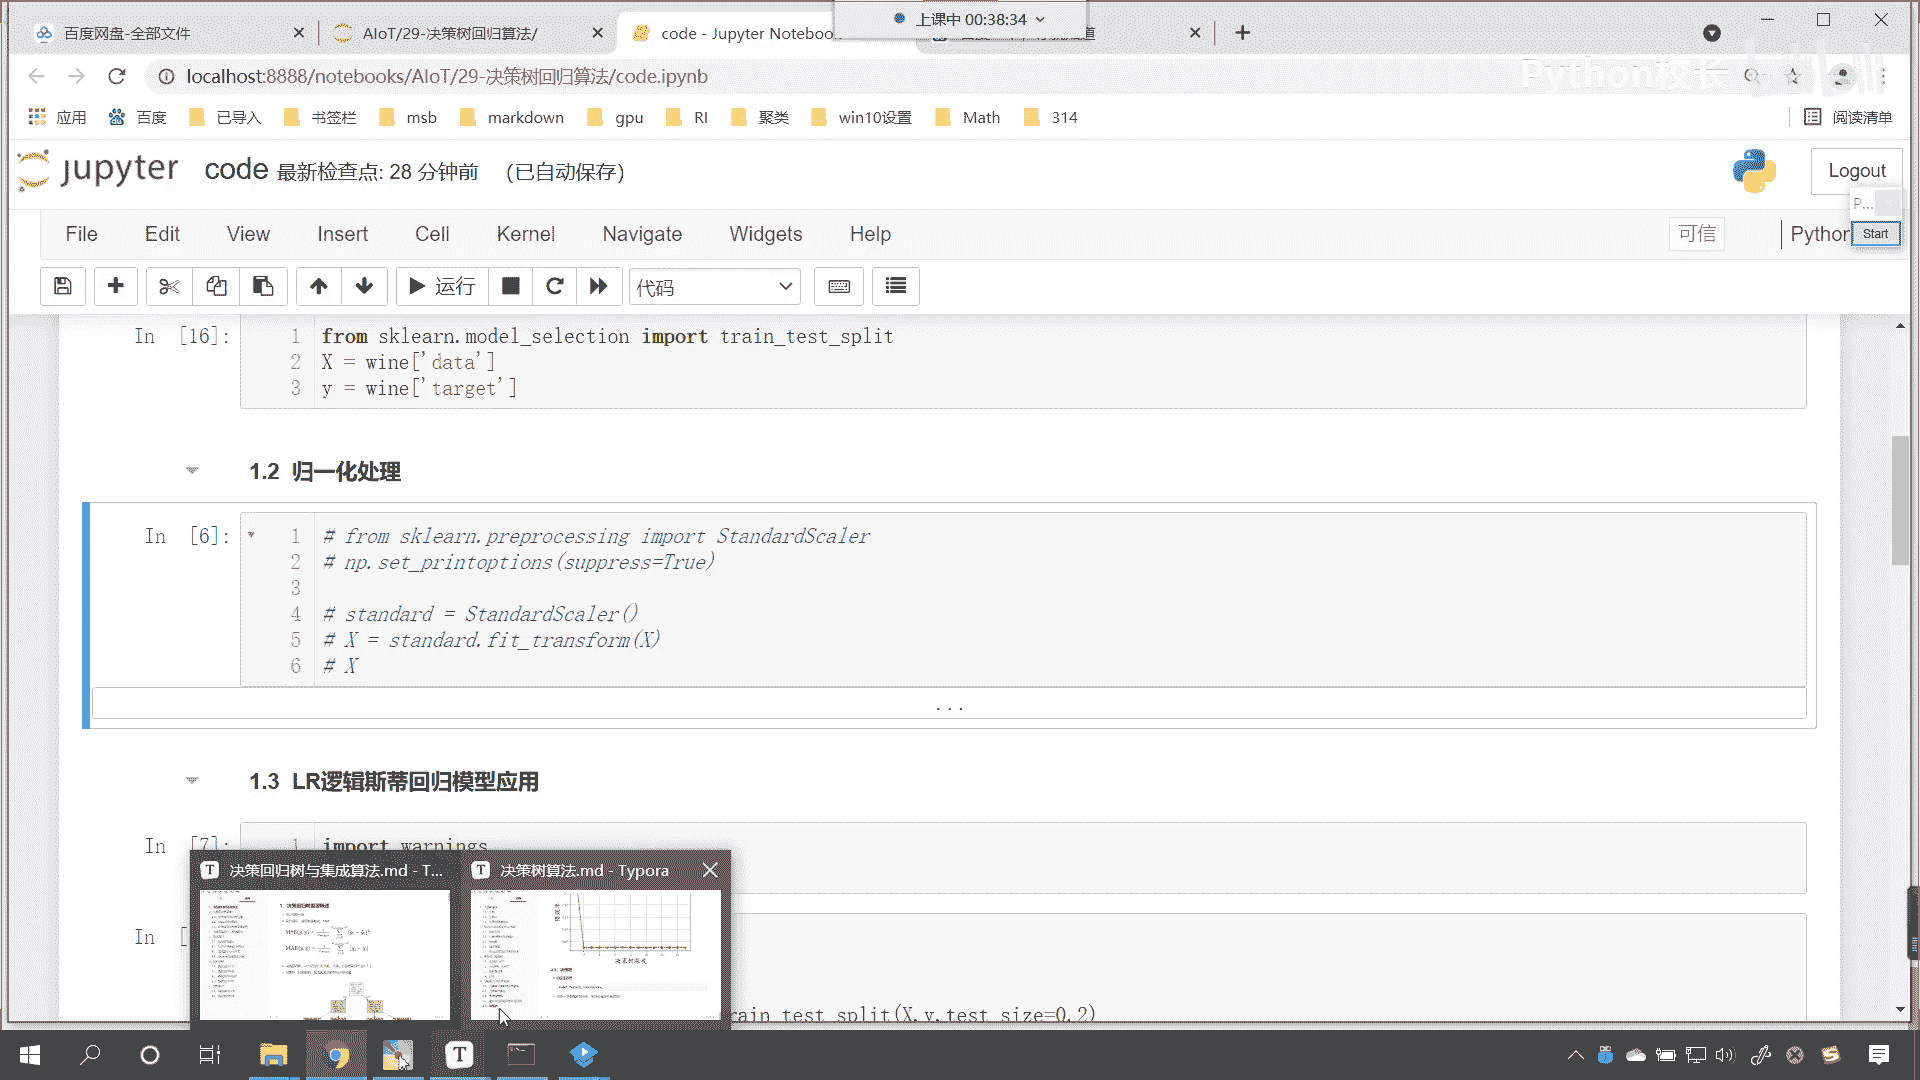 上课中 00:38:34
百度网盘-全部文件
AIoT/29-决策树回归算法/
code - Jupyter Noteboo
localhost:8888/notebooks/AIoT/29-决策树回归算法/code.ipynb
Python校长
应用 百度 已导入 书签栏 msb markdown gpu RI 聚类 win10设置 Math 314 阅读清单
jupyter code 最新检查点: 28 分钟前 (已自动保存)
Logout
P...
File Edit View Insert Cell Kernel Navigate Widgets Help 可信 Python Start
运行 代码
In [16]:
1 from sklearn.model_selection import train_test_split
2 X = wine['data']
3 y = wine['target']
1.2 归一化处理
In [6]:
1 # from sklearn.preprocessing import StandardScaler
2 # np.set_printoptions(suppress=True)
3
4 # standard = StandardScaler()
5 # X = standard.fit_transform(X)
6 # X
...
1.3 LR逻辑斯蒂回归模型应用
In [7]:
1 import warnings
决策回归树与集成算法.md - T...
决策树算法.md - Typora
In [
rain_test_split(X,y,test_size=0.2)